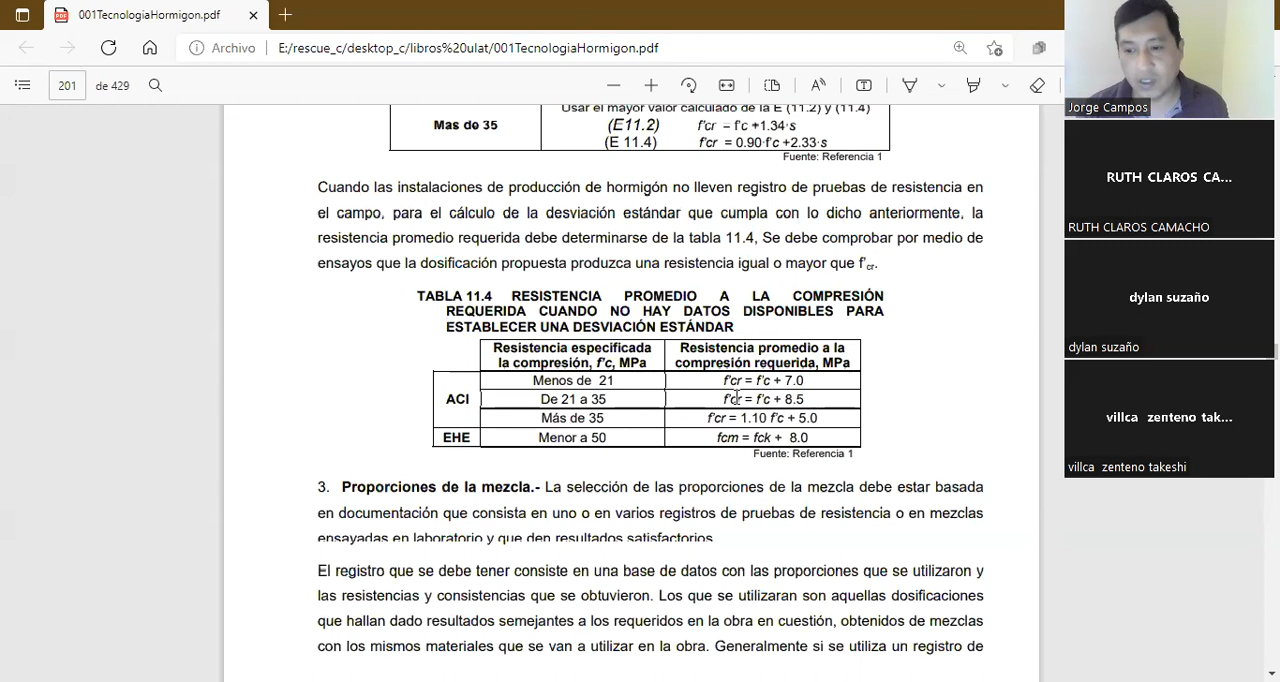 001TecnologiaHormigon.pdf
Archivo
E:/rescue_c/desktop_c/libros%20ulat/001TecnologiaHormigon.pdf
201 de 429
Usar el mayor valor calculado de la E (11.2) y (11.4)
Mas de 35
(E11.2) f'cr = f'c +1.34·s
(E 11.4) f'cr = 0.90·f'c +2.33·s
Fuente: Referencia 1
Cuando las instalaciones de producción de hormigón no lleven registro de pruebas de resistencia en
el campo, para el cálculo de la desviación estándar que cumpla con lo dicho anteriormente, la
resistencia promedio requerida debe determinarse de la tabla 11.4, Se debe comprobar por medio de
ensayos que la dosificación propuesta produzca una resistencia igual o mayor que f'cr.
TABLA 11.4 RESISTENCIA PROMEDIO A LA COMPRESIÓN
REQUERIDA CUANDO NO HAY DATOS DISPONIBLES PARA
ESTABLECER UNA DESVIACIÓN ESTÁNDAR
Resistencia especificada
la compresión, f'c, MPa
Resistencia promedio a la
compresión requerida, MPa
ACI
Menos de 21 f'cr = f'c + 7.0
De 21 a 35 f'cr = f'c + 8.5
Más de 35 f'cr = 1.10 f'c + 5.0
EHE Menor a 50 fcm = fck + 8.0
Fuente: Referencia 1
3. Proporciones de la mezcla.- La selección de las proporciones de la mezcla debe estar basada
en documentación que consista en uno o en varios registros de pruebas de resistencia o en mezclas
ensayadas en laboratorio y que den resultados satisfactorios
El registro que se debe tener consiste en una base de datos con las proporciones que se utilizaron y
las resistencias y consistencias que se obtuvieron. Los que se utilizaran son aquellas dosificaciones
que hallan dado resultados semejantes a los requeridos en la obra en cuestión, obtenidos de mezclas
con los mismos materiales que se van a utilizar en la obra. Generalmente si se utiliza un registro de
Jorge Campos
RUTH CLAROS CA...
RUTH CLAROS CAMACHO
dylan suzaño
dylan suzaño
villca zenteno tak...
villca zenteno takeshi